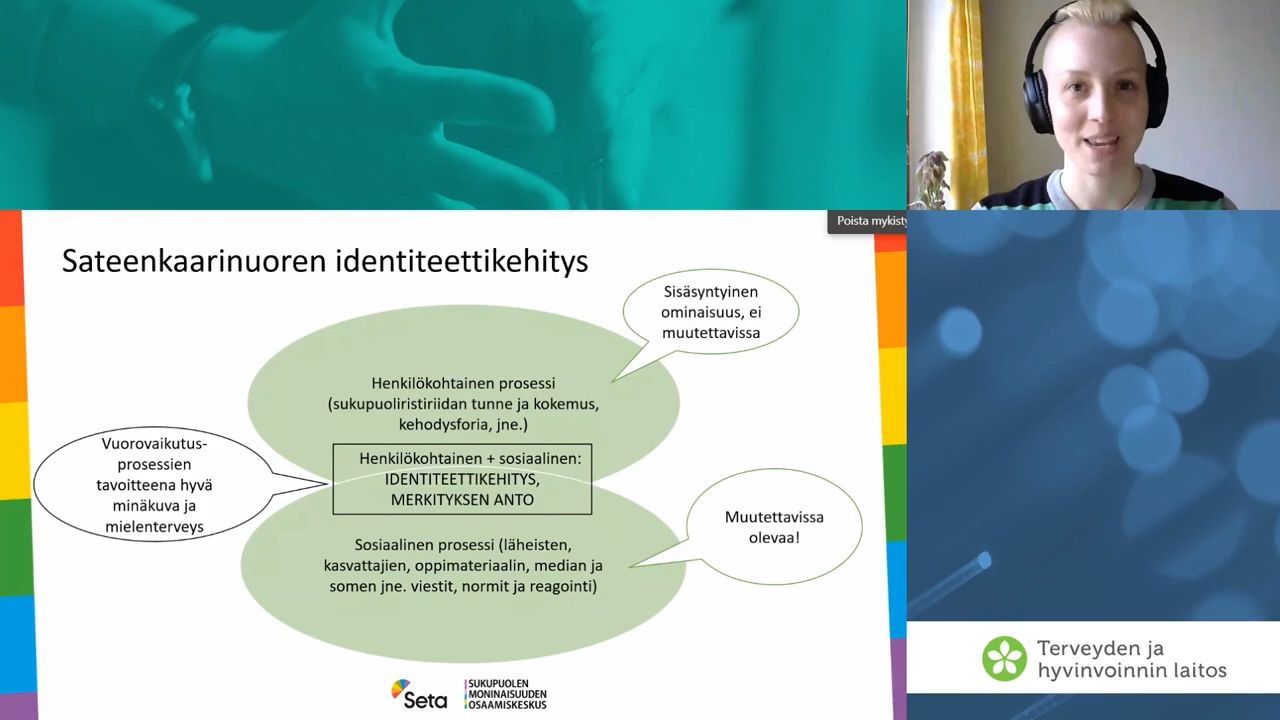 Poista mykisty
Sateenkaarinuoren identiteettikehitys
Sisäsyntyinen
ominaisuus, ei
muutettavissa
Henkilökohtainen prosessi
(sukupuoliristiriidan tunne ja kokemus,
kehodysforia, jne.)
Vuorovaikutus-
prosessien
tavoitteena hyvä
minäkuva ja
mielenterveys
Henkilökohtainen + sosiaalinen:
IDENTITEETTIKEHITYS,
MERKITYKSEN ANTO
Muutettavissa
olevaa!
Sosiaalinen prosessi (läheisten,
kasvattajien, oppimateriaalin, median ja
somen jne. viestit, normit ja reagointi)
Seta
SUKUPUOLEN
MONINAISUUDEN
OSAAMISKESKUS
Terveyden ja
hyvinvoinnin laitos